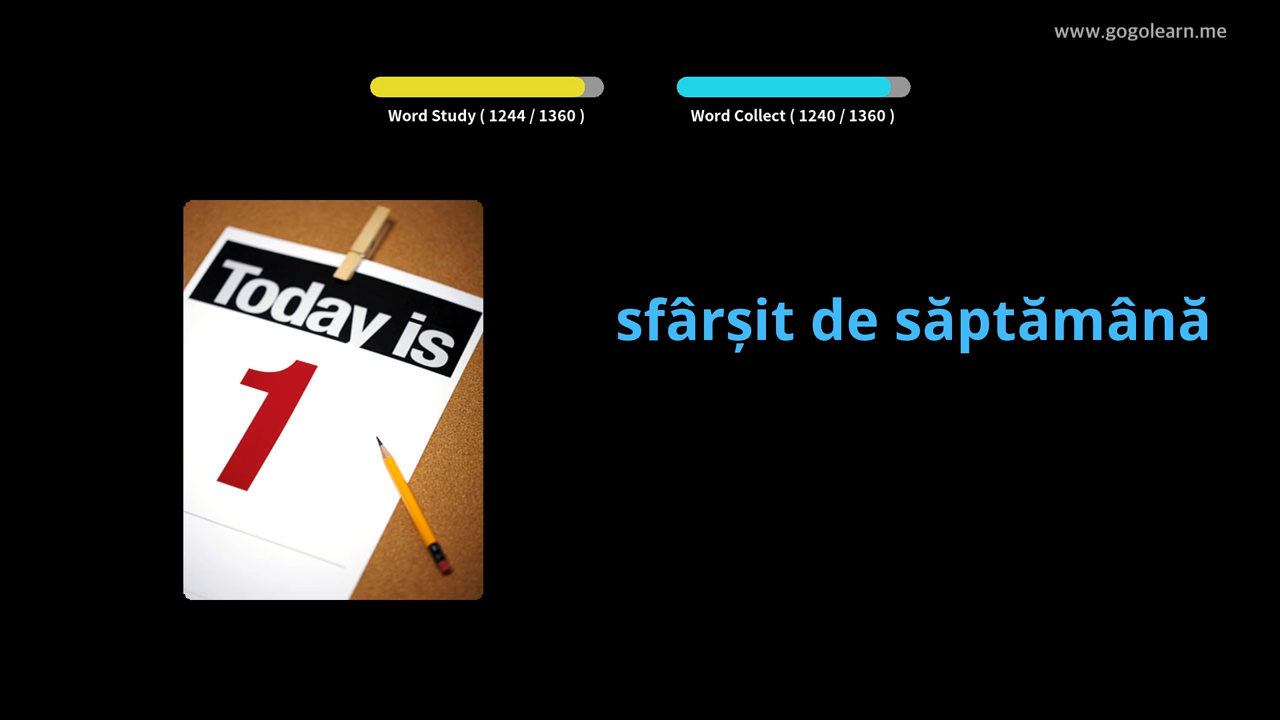 www.gogolearn.me
Word Study ( 1244 / 1360 )
Word Collect ( 1240 / 1360 )
Today is
1
sfârșit de săptămână